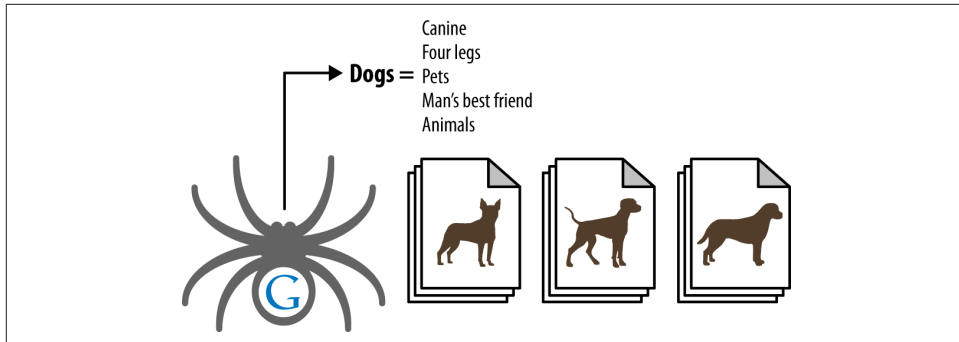 Canine
Four legs
Dogs = Pets
Man's best friend
Animals
G